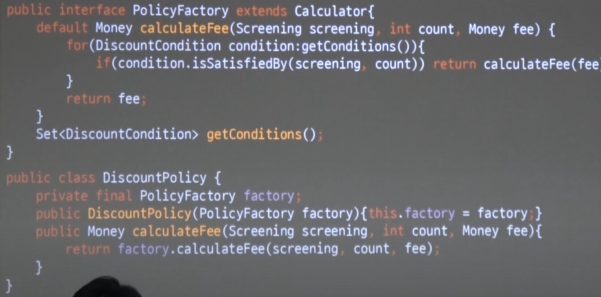 public interface PolicyFactory extends Calculator{
default Money calculateFee(Screening screening, int count, Money fee) {
for(DiscountCondition condition:getConditions()){
if(condition.isSatisfiedBy(screening, count)) return calculateFee(fee
}
return fee;
}
Set<DiscountCondition> getConditions();
}
public class DiscountPolicy {
private final PolicyFactory factory;
public DiscountPolicy(PolicyFactory factory){this.factory = factory;}
public Money calculateFee(Screening screening, int count, Money fee){
return factory.calculateFee(screening, count, fee);
}
}